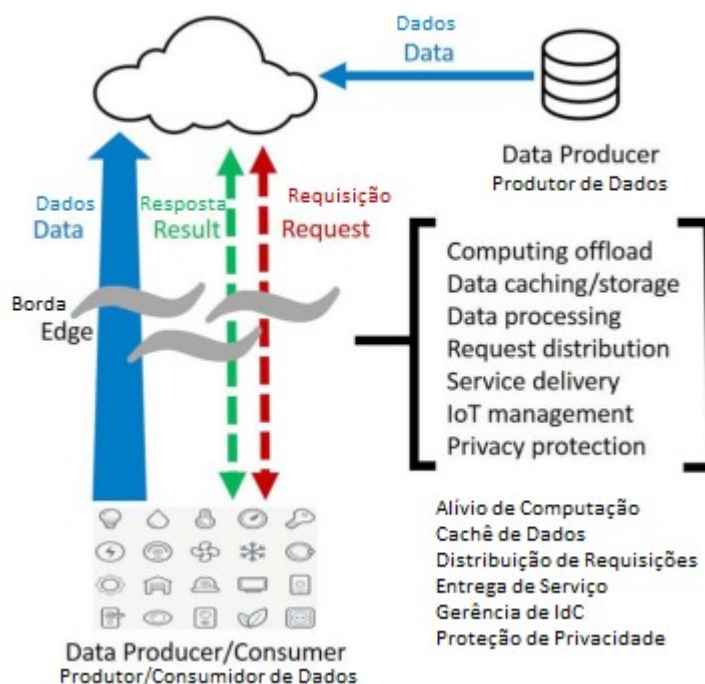 Dados
Data
Data Producer
Produtor de Dados
Dados
Data
Resposta
Result
Requisição
Request
Borda
Edge
Computing offload
Data caching/storage
Data processing
Request distribution
Service delivery
IoT management
Privacy protection
Alívio de Computação
Cachê de Dados
Distribuição de Requisições
Entrega de Serviço
Gerência de IdC
Proteção de Privacidade
Data Producer/Consumer
Produtor/Consumidor de Dados